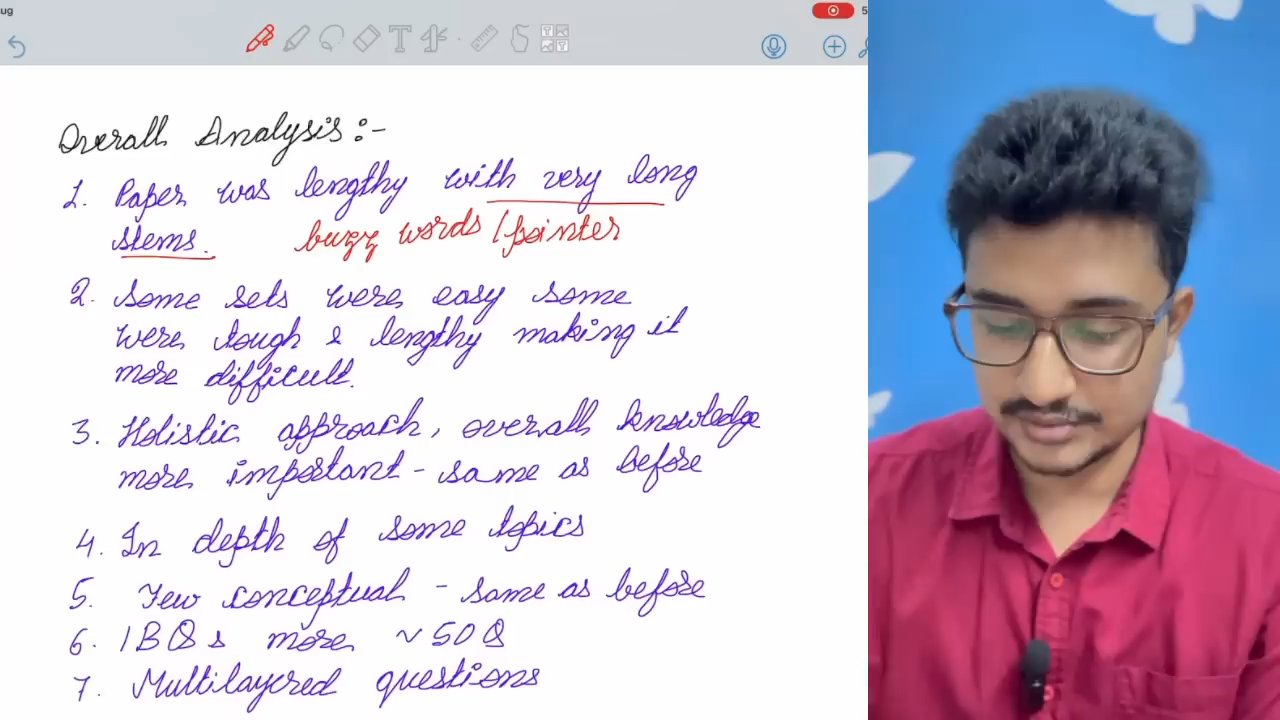 ug
5
T
Overall Analysis :-
1. Paper was lengthy with very long
stems. buzz words / pointer
2. Some sets were easy some
were tough & lengthy making it
more difficult.
3. Holistic approach, overall knowledge
more important - same as before
4. In depth of some topics
5. Few conceptual - same as before
6. IBQs more ~ 50Q
7. Multilayered questions